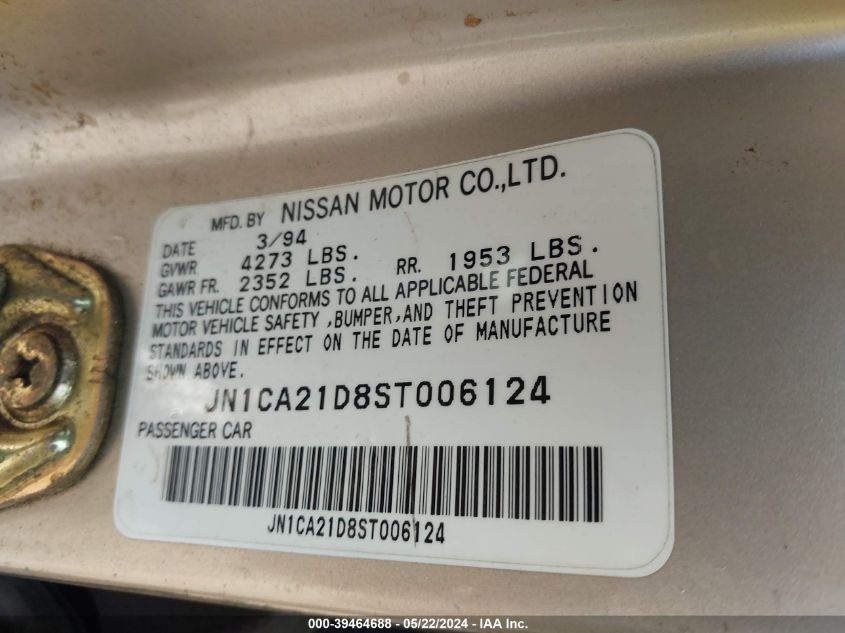 MFD. BY NISSAN MOTOR CO.,LTD.
DATE 3/94
GVWR 4273 LBS.
GAWR FR. 2352 LBS. RR. 1953 LBS.
THIS VEHICLE CONFORMS TO ALL APPLICABLE FEDERAL
MOTOR VEHICLE SAFETY ,BUMPER,AND THEFT PREVENTION
STANDARDS IN EFFECT ON THE DATE OF MANUFACTURE
SHOWN ABOVE.
JN1CA21D8ST006124
PASSENGER CAR
JN1CA21D8ST006124
000-39464688 - 05/22/2024 - IAA Inc.